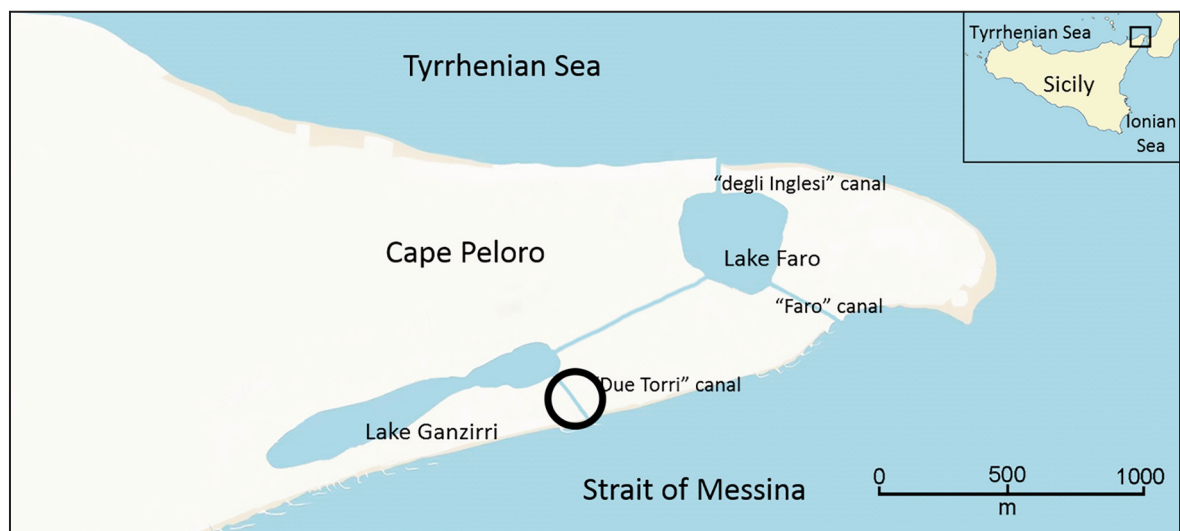 Tyrrhenian Sea
Tyrrhenian Sea
Sicily
Ionian
Sea
“degli Inglesi” canal
Cape Peloro
Lake Faro
“Faro” canal
“Due Torri” canal
Lake Ganzirri
Strait of Messina
0 500 1000
m